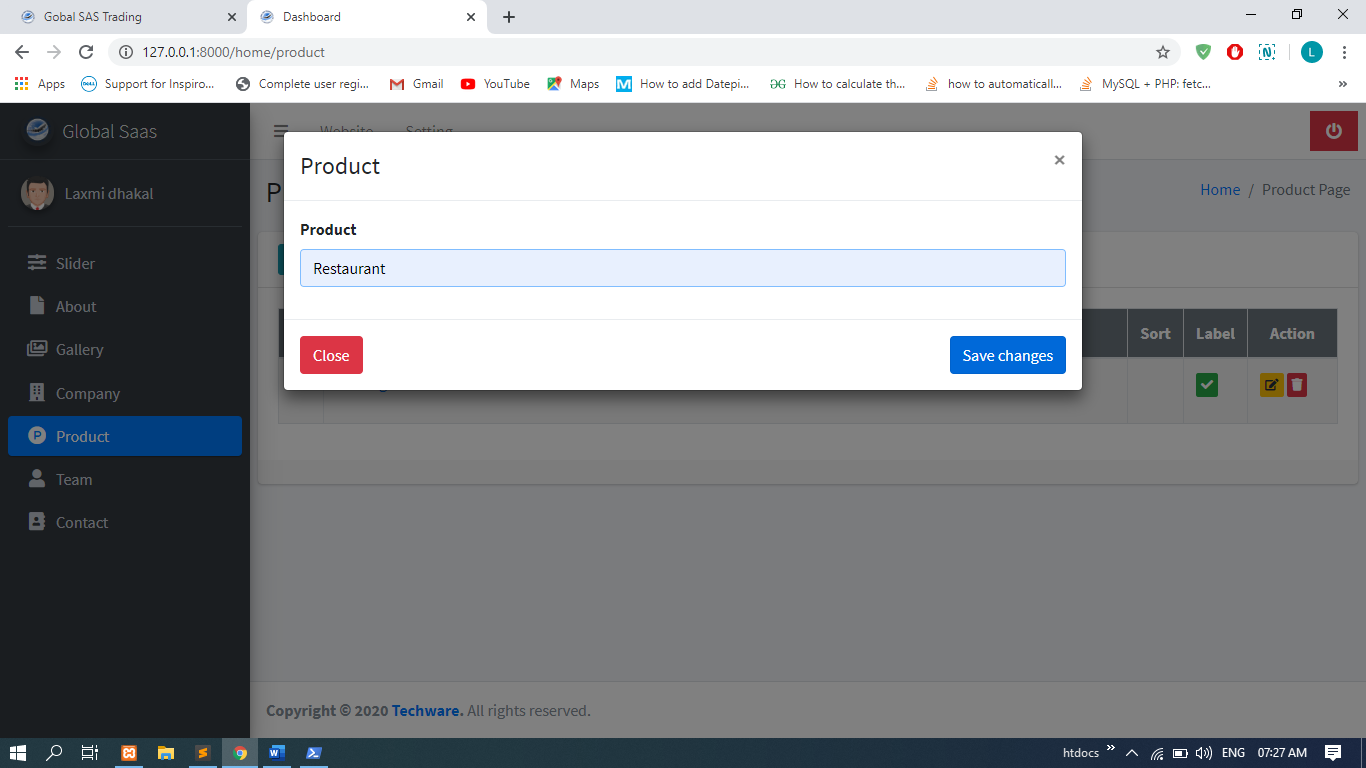 Gobal SAS Trading
Dashboard
127.0.0.1:8000/home/product
L
Apps
Support for Inspiro...
Complete user regi...
Gmail
YouTube
Maps
M How to add Datepi...
How to calculate th...
how to automaticall...
MySQL + PHP: fetc...
Global Saas
Website
Setting
Laxmi dhakal
Home / Product Page
Product
×
Product
Restaurant
Close
Save changes
Sort
Label
Action
Slider
About
Gallery
Company
P Product
Team
Contact
Copyright © 2020 Techware. All rights reserved.
htdocs
ENG
07:27 AM